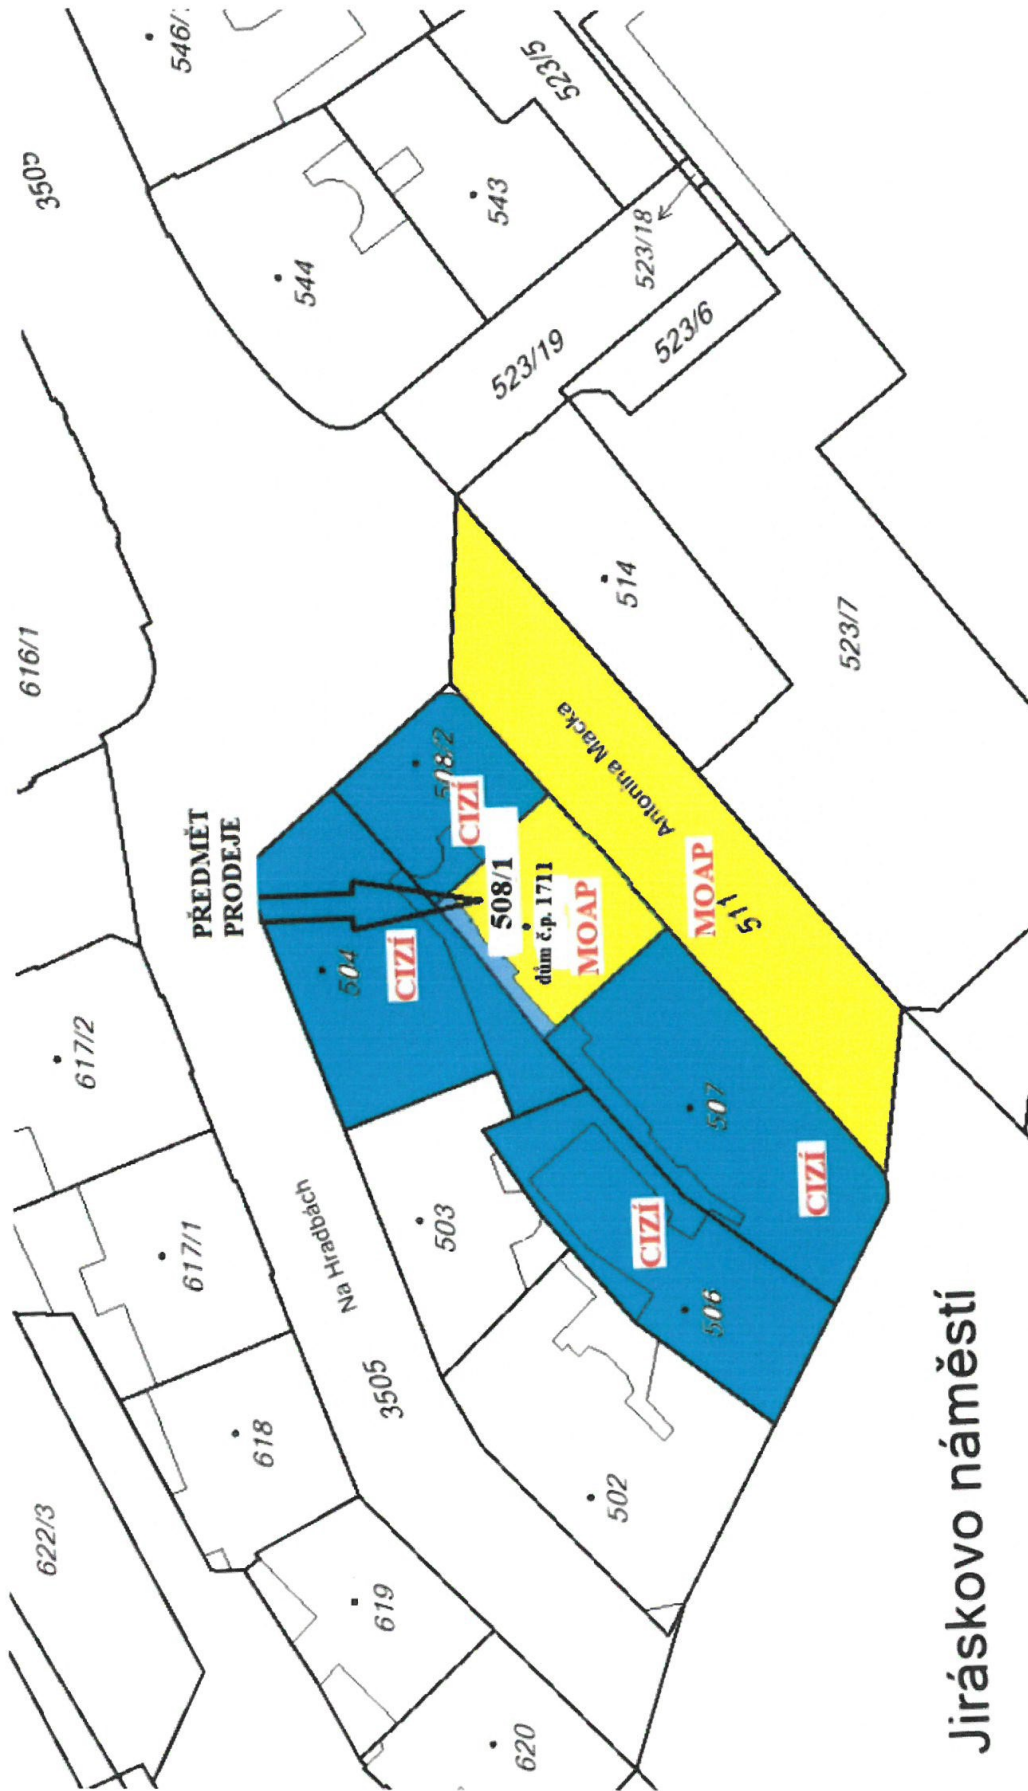 622/3
617/1
617/2
616/1
3505
546/
618
619
620
Na Hradbách
3505
PŘEDMĚT
PRODEJE
544
543
523/5
523/18
523/19
523/6
503
504
CIZÍ
508/2
CIZÍ
508/1
dům č.p. 1711
MOAP
502
506
CIZÍ
507
CIZÍ
Antonína Macka
MOAP
511
514
523/7
Jiráskovo náměstí